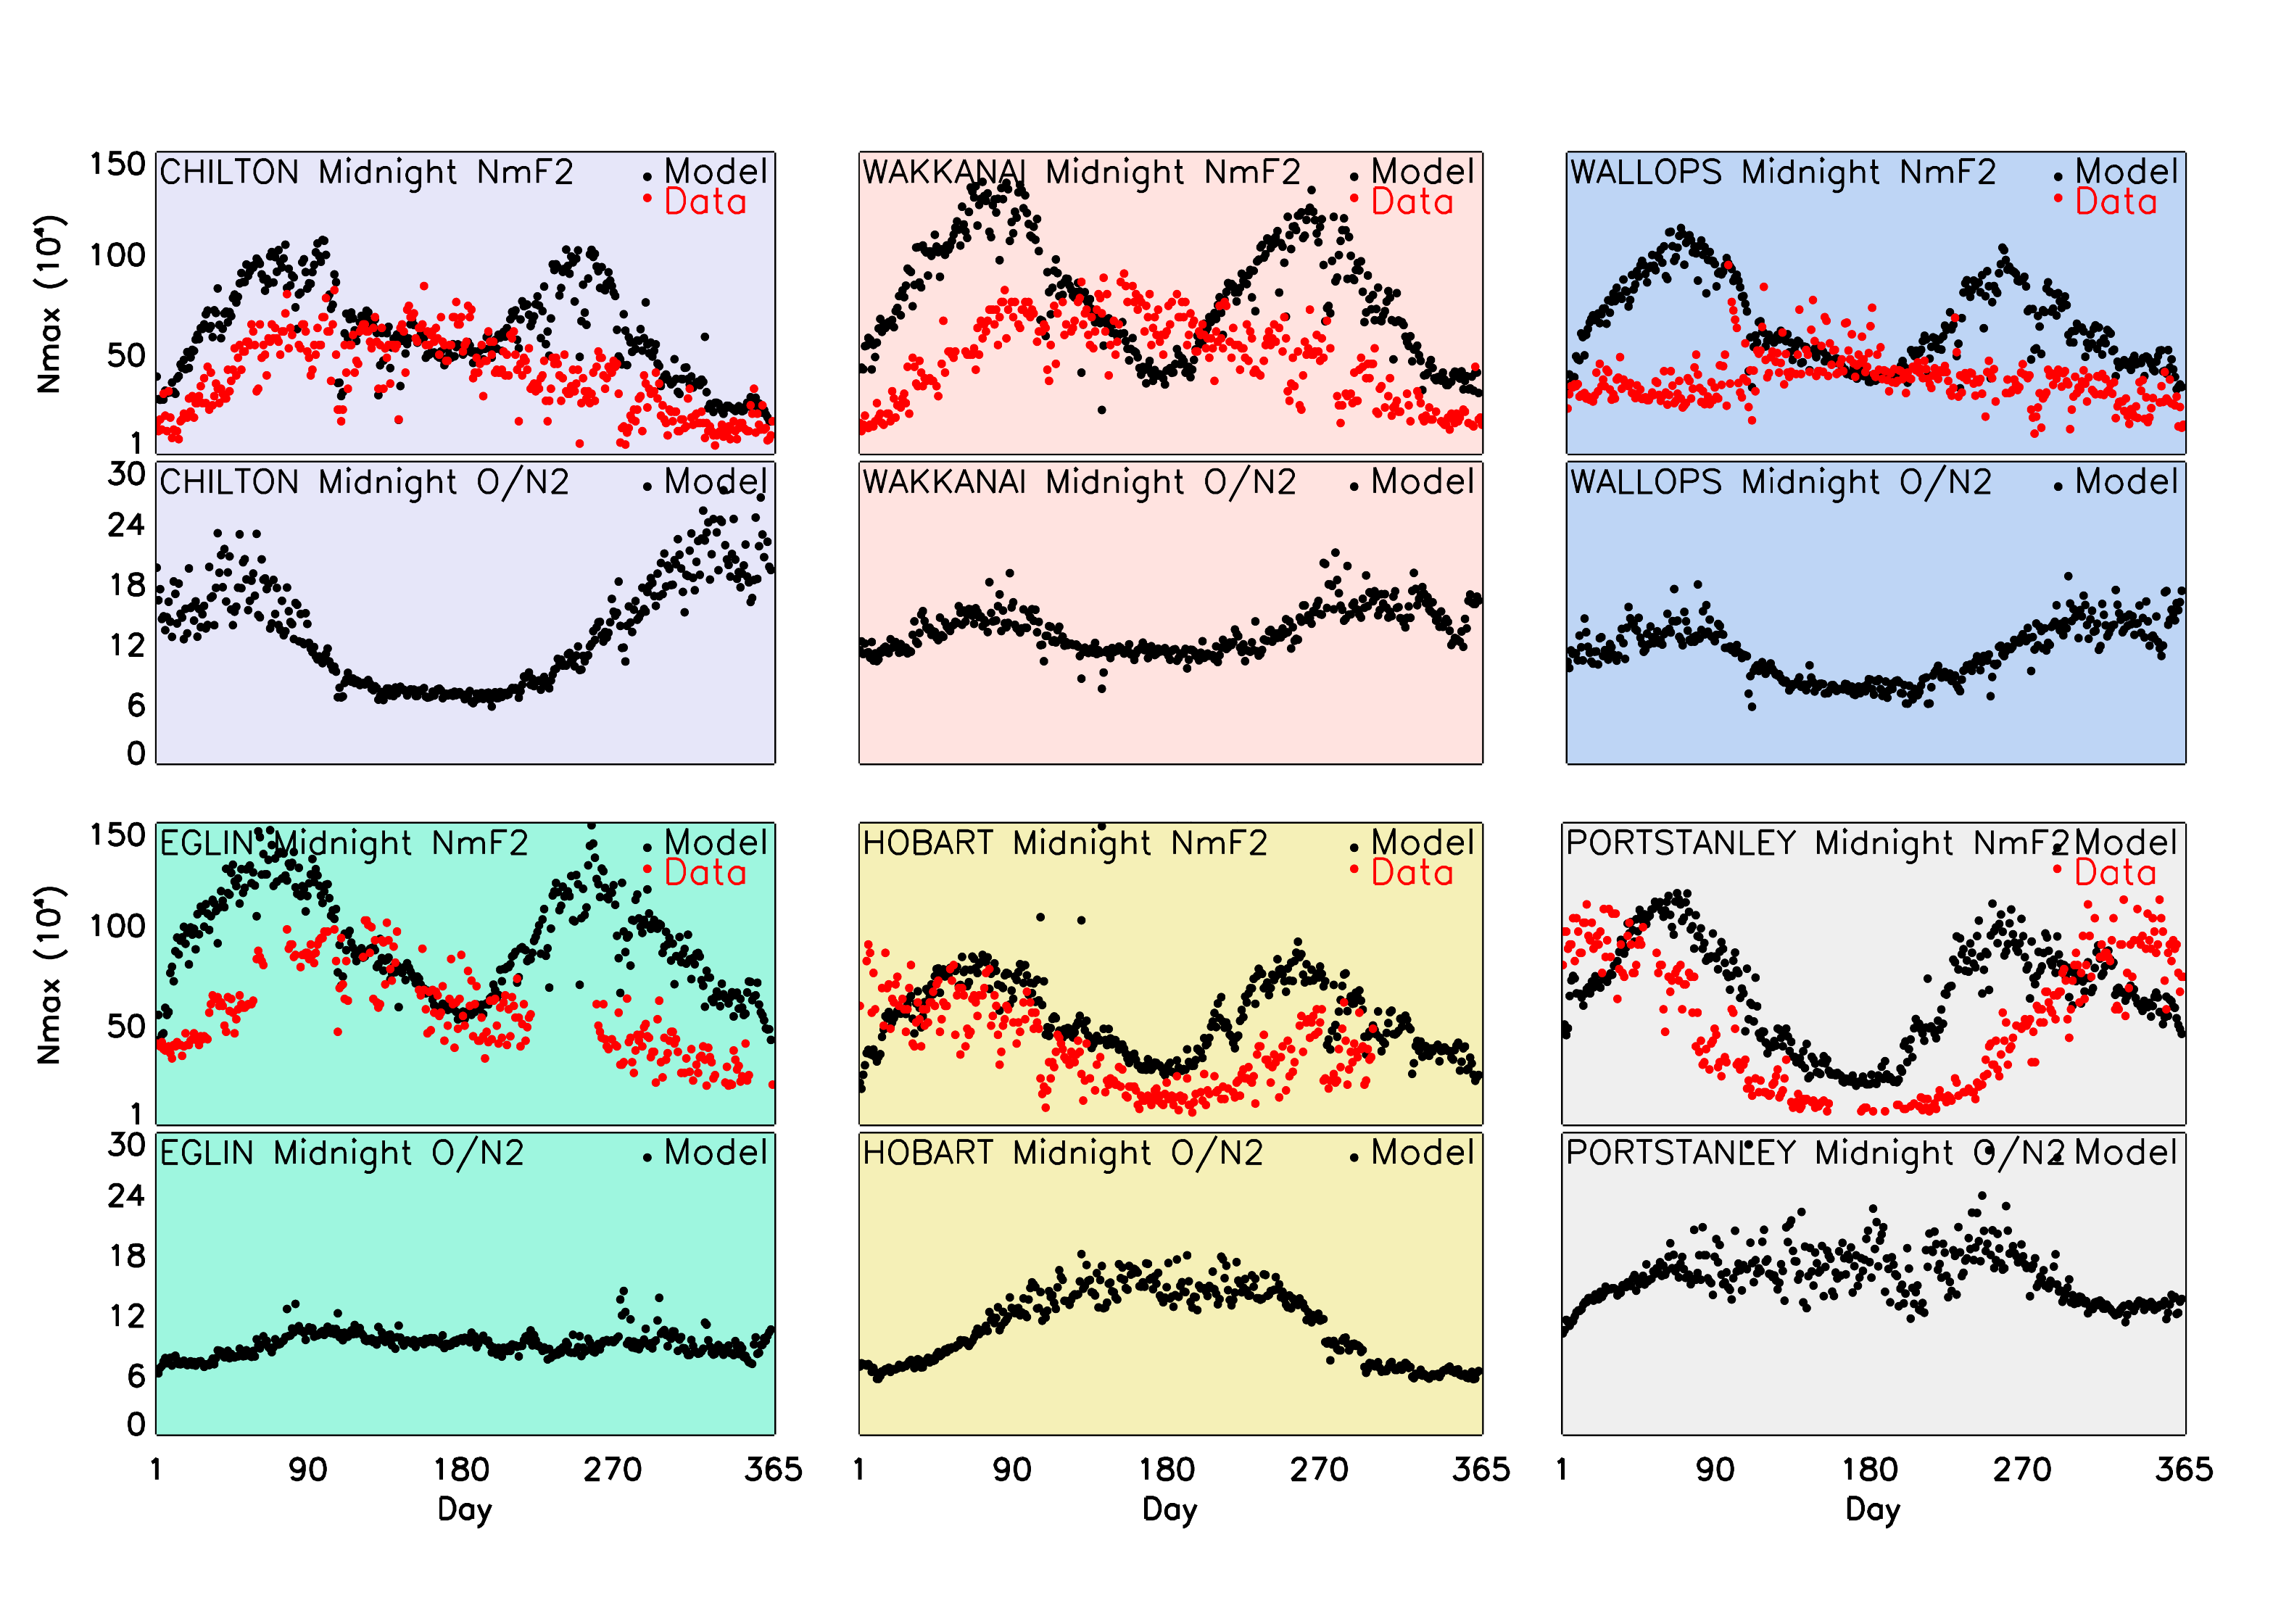 CHILTON Midnight NmF2
Model
Data
WAKKANAI Midnight NmF2
Model
Data
WALLOPS Midnight NmF2
Model
Data
150
100
50
1
Nmax (10⁴)
CHILTON Midnight O/N2
Model
WAKKANAI Midnight O/N2
Model
WALLOPS Midnight O/N2
Model
30
24
18
12
6
0
EGLIN Midnight NmF2
Model
Data
HOBART Midnight NmF2
Model
Data
PORTSTANLEY Midnight NmF2
Model
Data
150
100
50
1
Nmax (10⁴)
EGLIN Midnight O/N2
Model
HOBART Midnight O/N2
Model
PORTSTANLEY Midnight O/N2
Model
30
24
18
12
6
0
1 90 180 270 365
1 90 180 270 365
1 90 180 270 365
Day
Day
Day